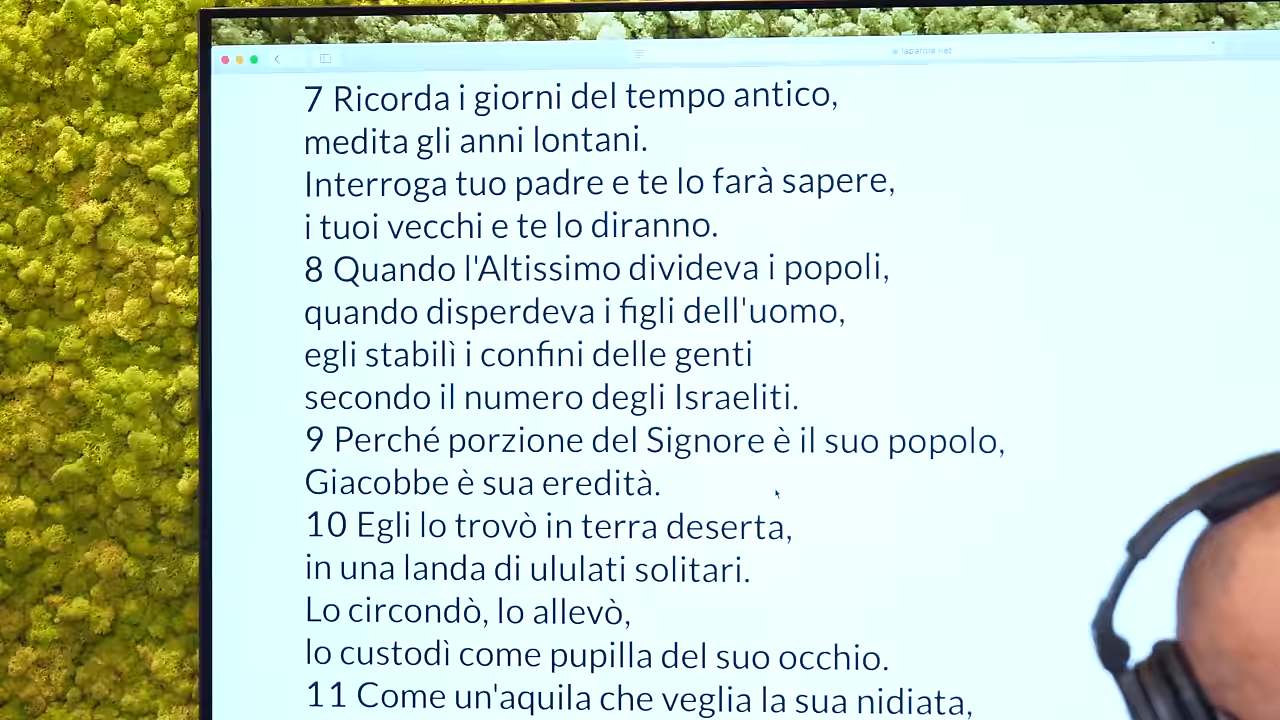 laparola.net
7 Ricorda i giorni del tempo antico,
medita gli anni lontani.
Interroga tuo padre e te lo farà sapere,
i tuoi vecchi e te lo diranno.
8 Quando l'Altissimo divideva i popoli,
quando disperdeva i figli dell'uomo,
egli stabilì i confini delle genti
secondo il numero degli Israeliti.
9 Perché porzione del Signore è il suo popolo,
Giacobbe è sua eredità.
10 Egli lo trovò in terra deserta,
in una landa di ululati solitari.
Lo circondò, lo allevò,
lo custodì come pupilla del suo occhio.
11 Come un'aquila che veglia la sua nidiata,